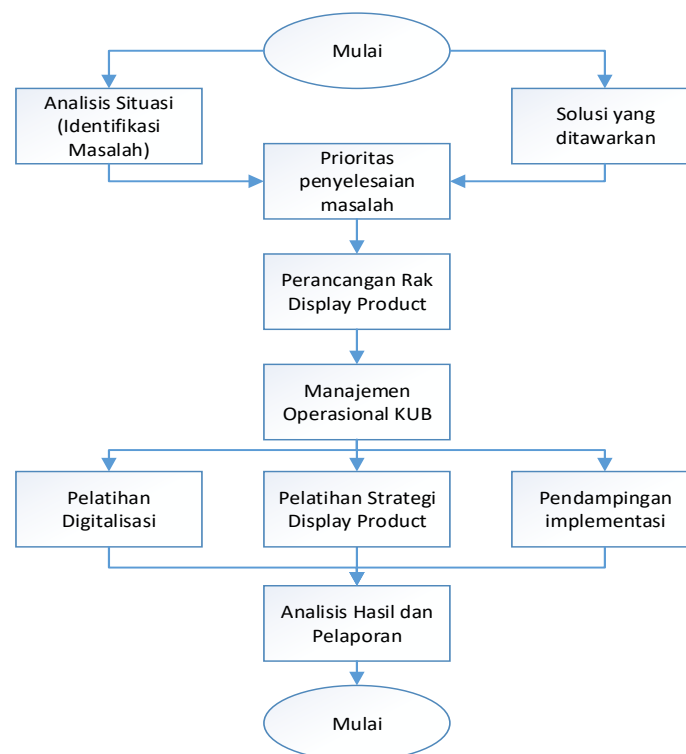 Mulai
Analisis Situasi
(Identifikasi
Masalah)
Solusi yang
ditawarkan
Prioritas
penyelesaian
masalah
Perancangan Rak
Display Product
Manajemen
Operasional KUB
Pelatihan
Digitalisasi
Pelatihan Strategi
Display Product
Pendampingan
implementasi
Analisis Hasil dan
Pelaporan
Mulai